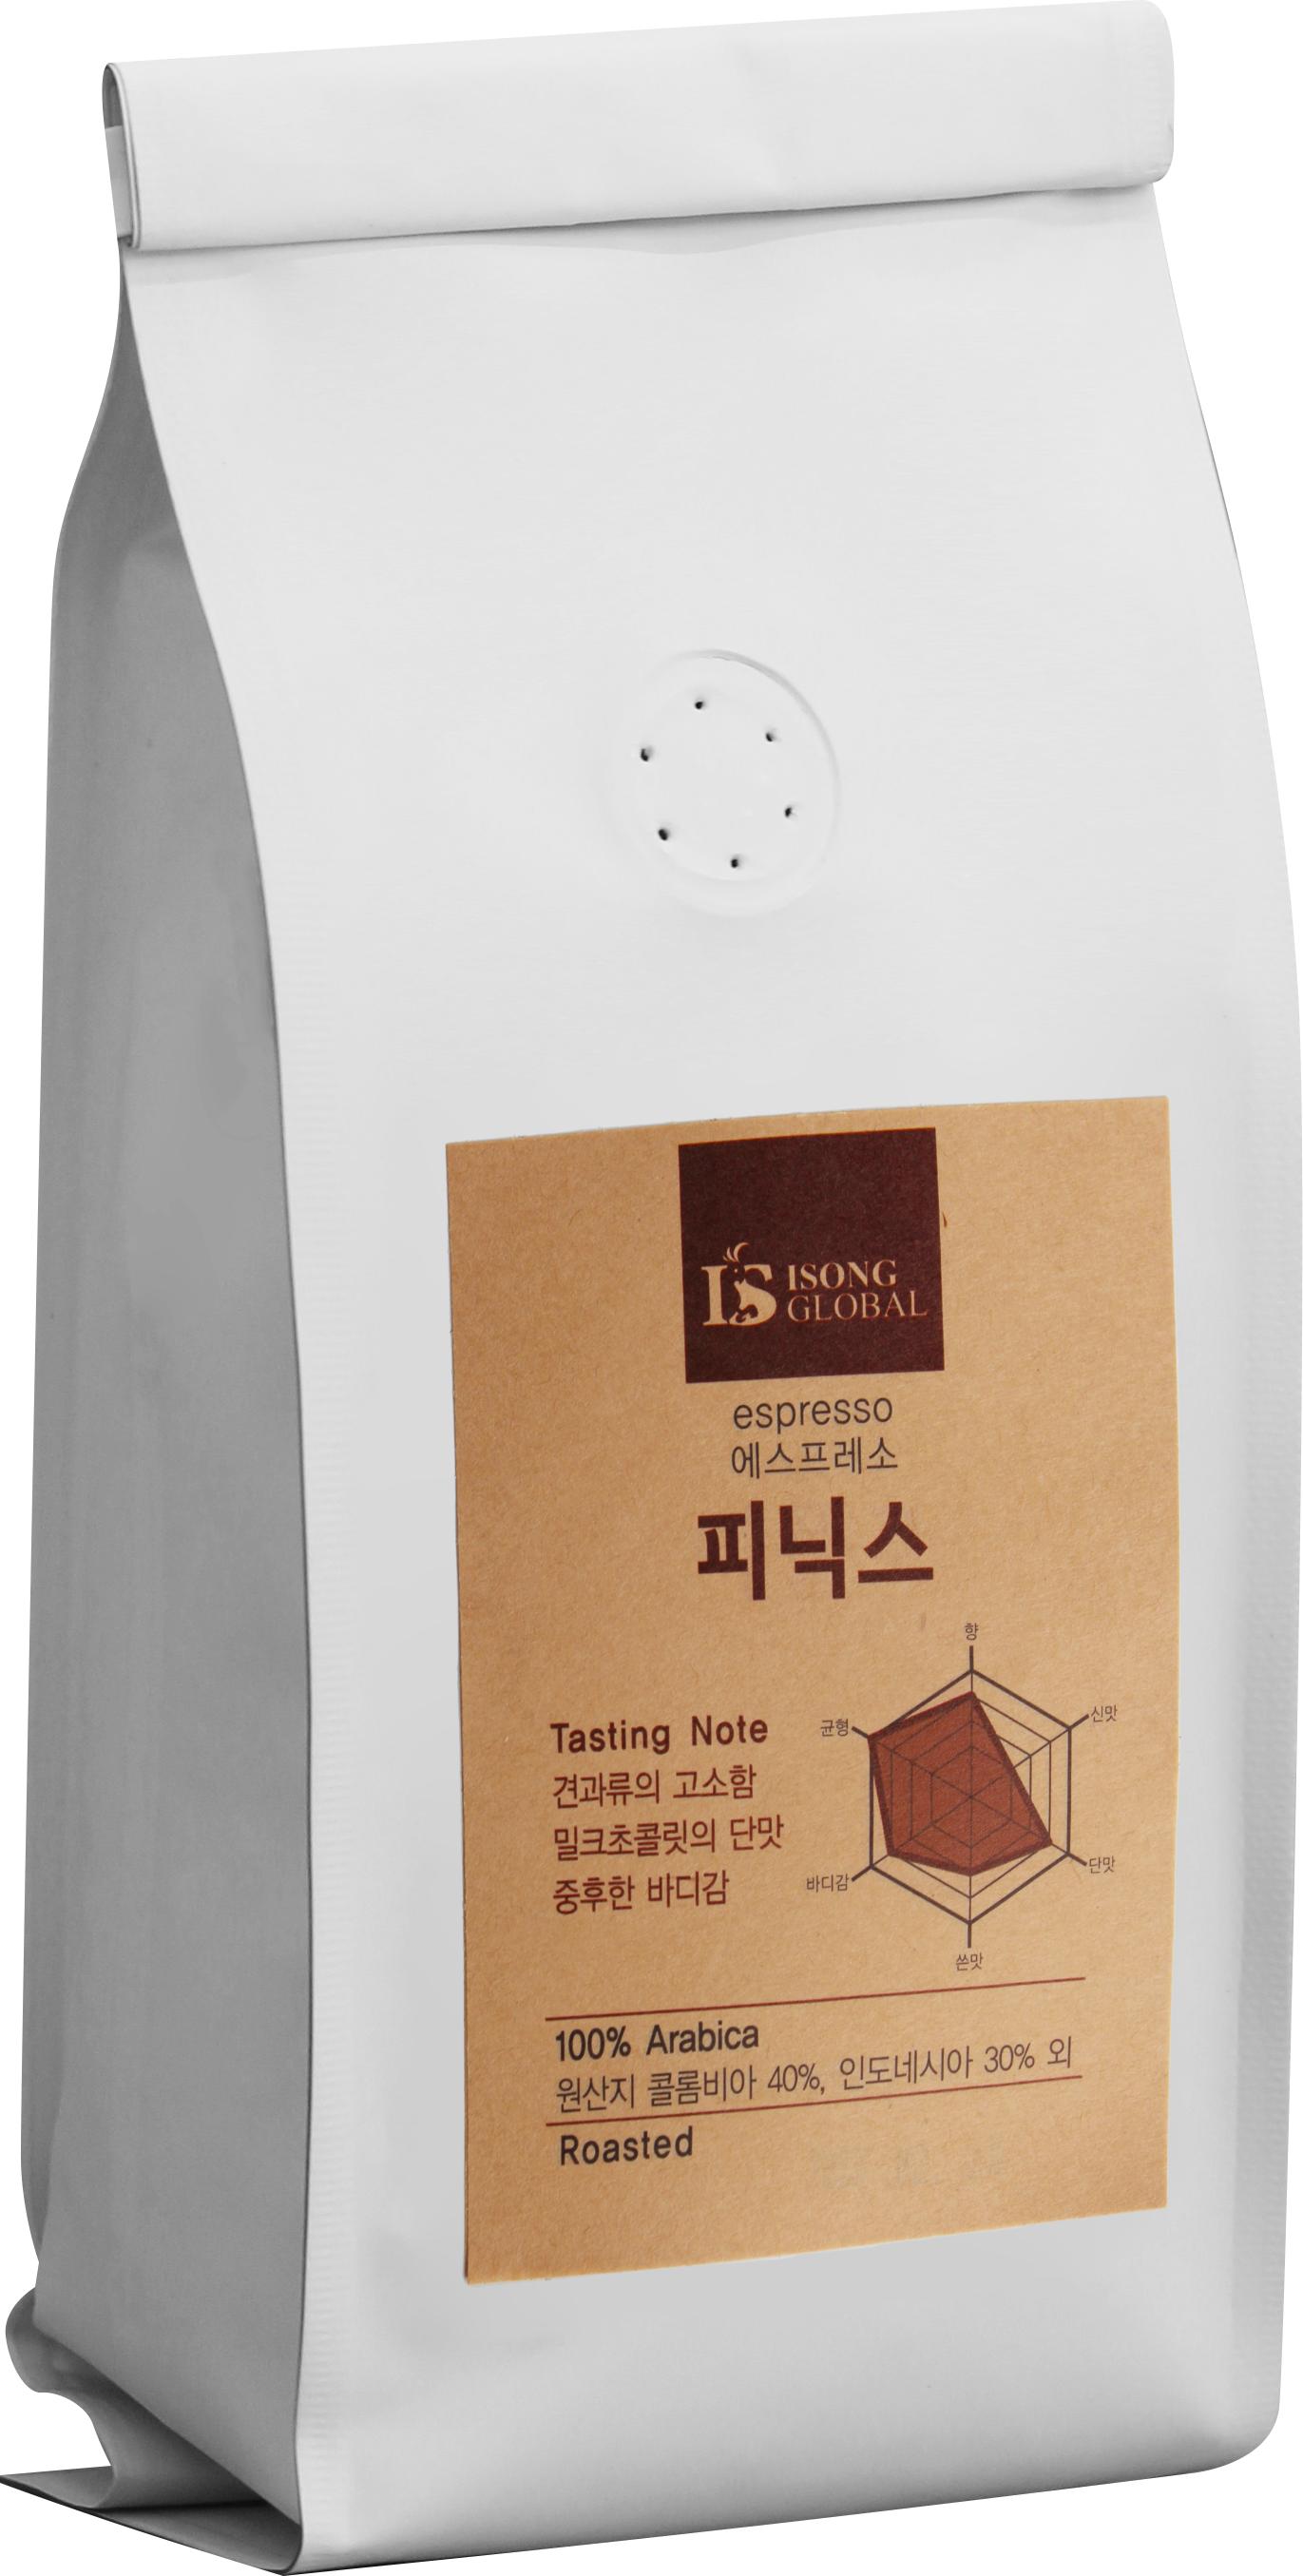 IS ISONG
GLOBAL
espresso
에스프레소
피닉스
향
신맛
균형
단맛
바디감
쓴맛
Tasting Note
견과류의 고소함
밀크초콜릿의 단맛
중후한 바디감
100% Arabica
원산지 콜롬비아 40%, 인도네시아 30% 외
Roasted